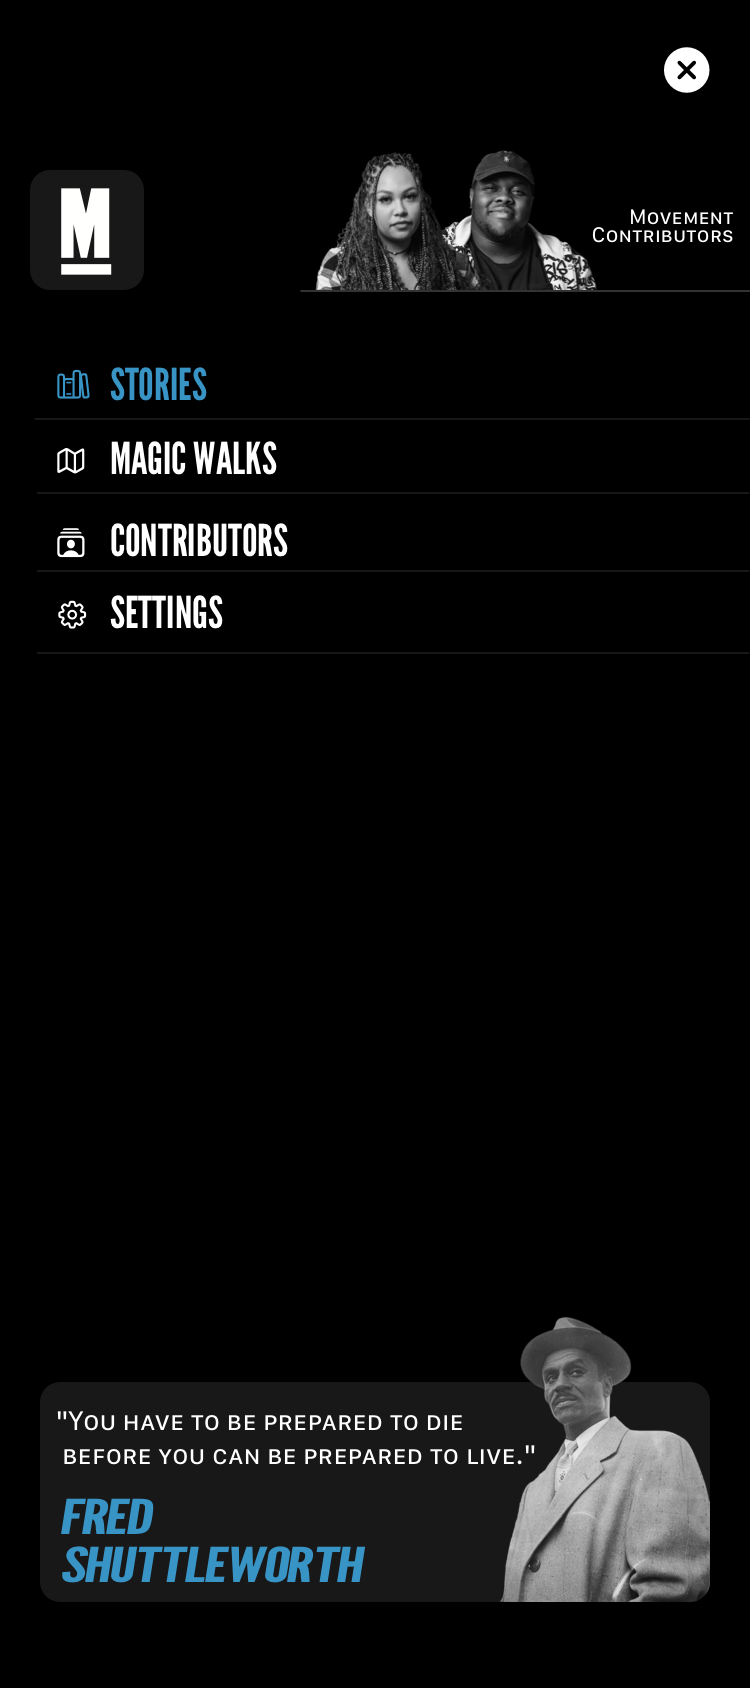 M
Movement
Contributors
STORIES
MAGIC WALKS
CONTRIBUTORS
SETTINGS
"You have to be prepared to die
before you can be prepared to live."
FRED
SHUTTLEWORTH